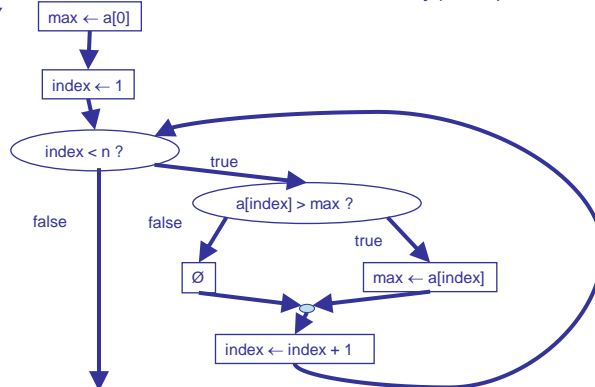 max ← a[0]
index ← 1
index < n ?
true
a[index] > max ?
false
false
true
Ø
max ← a[index]
index ← index + 1